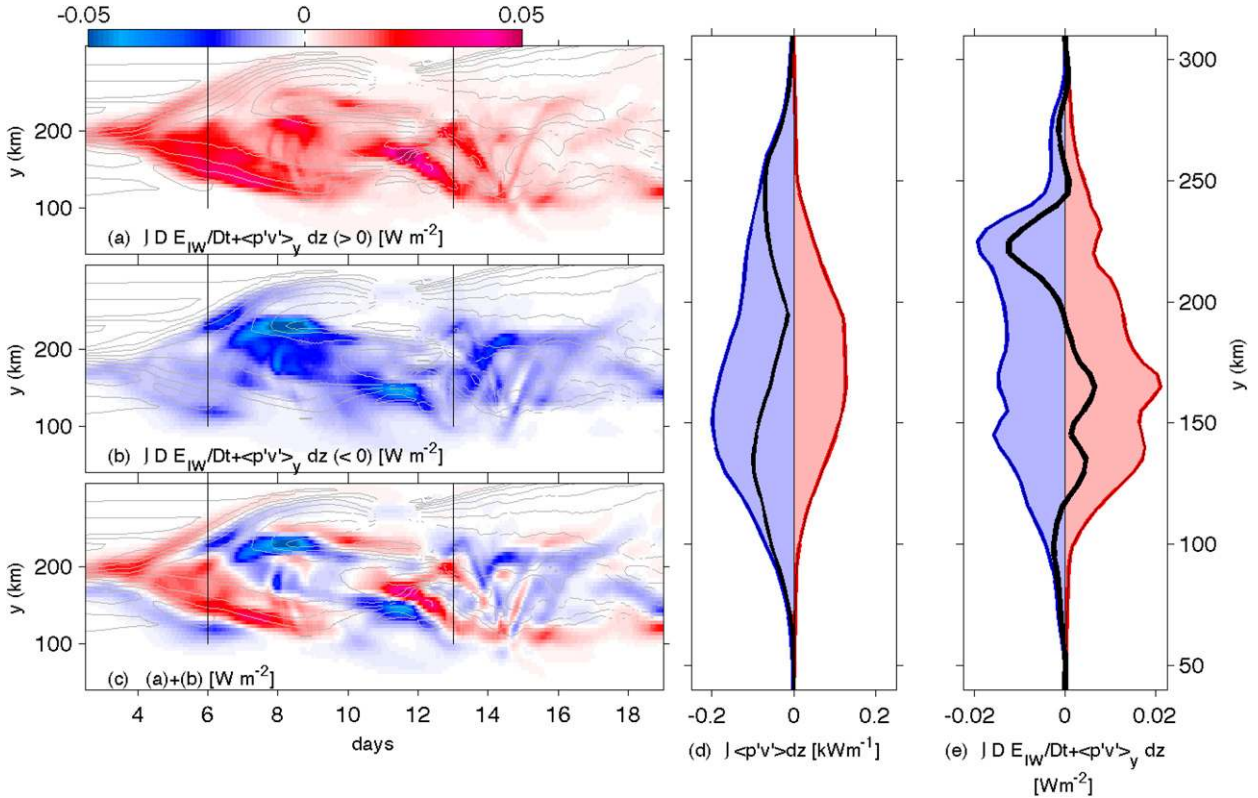 -0.05 0 0.05
y (km)
200
100
(a) ∫ D E_IW/Dt+<p'v'>_y dz (> 0) [W m⁻²]
y (km)
200
100
(b) ∫ D E_IW/Dt+<p'v'>_y dz (< 0) [W m⁻²]
y (km)
200
100
(c) (a)+(b) [W m⁻²]
4 6 8 10 12 14 16 18
days
-0.2 0 0.2
(d) ∫ <p'v'>dz [kWm⁻¹]
300
250
200
150
100
50
y (km)
-0.02 0 0.02
(e) ∫ D E_IW/Dt+<p'v'>_y dz
[Wm⁻²]